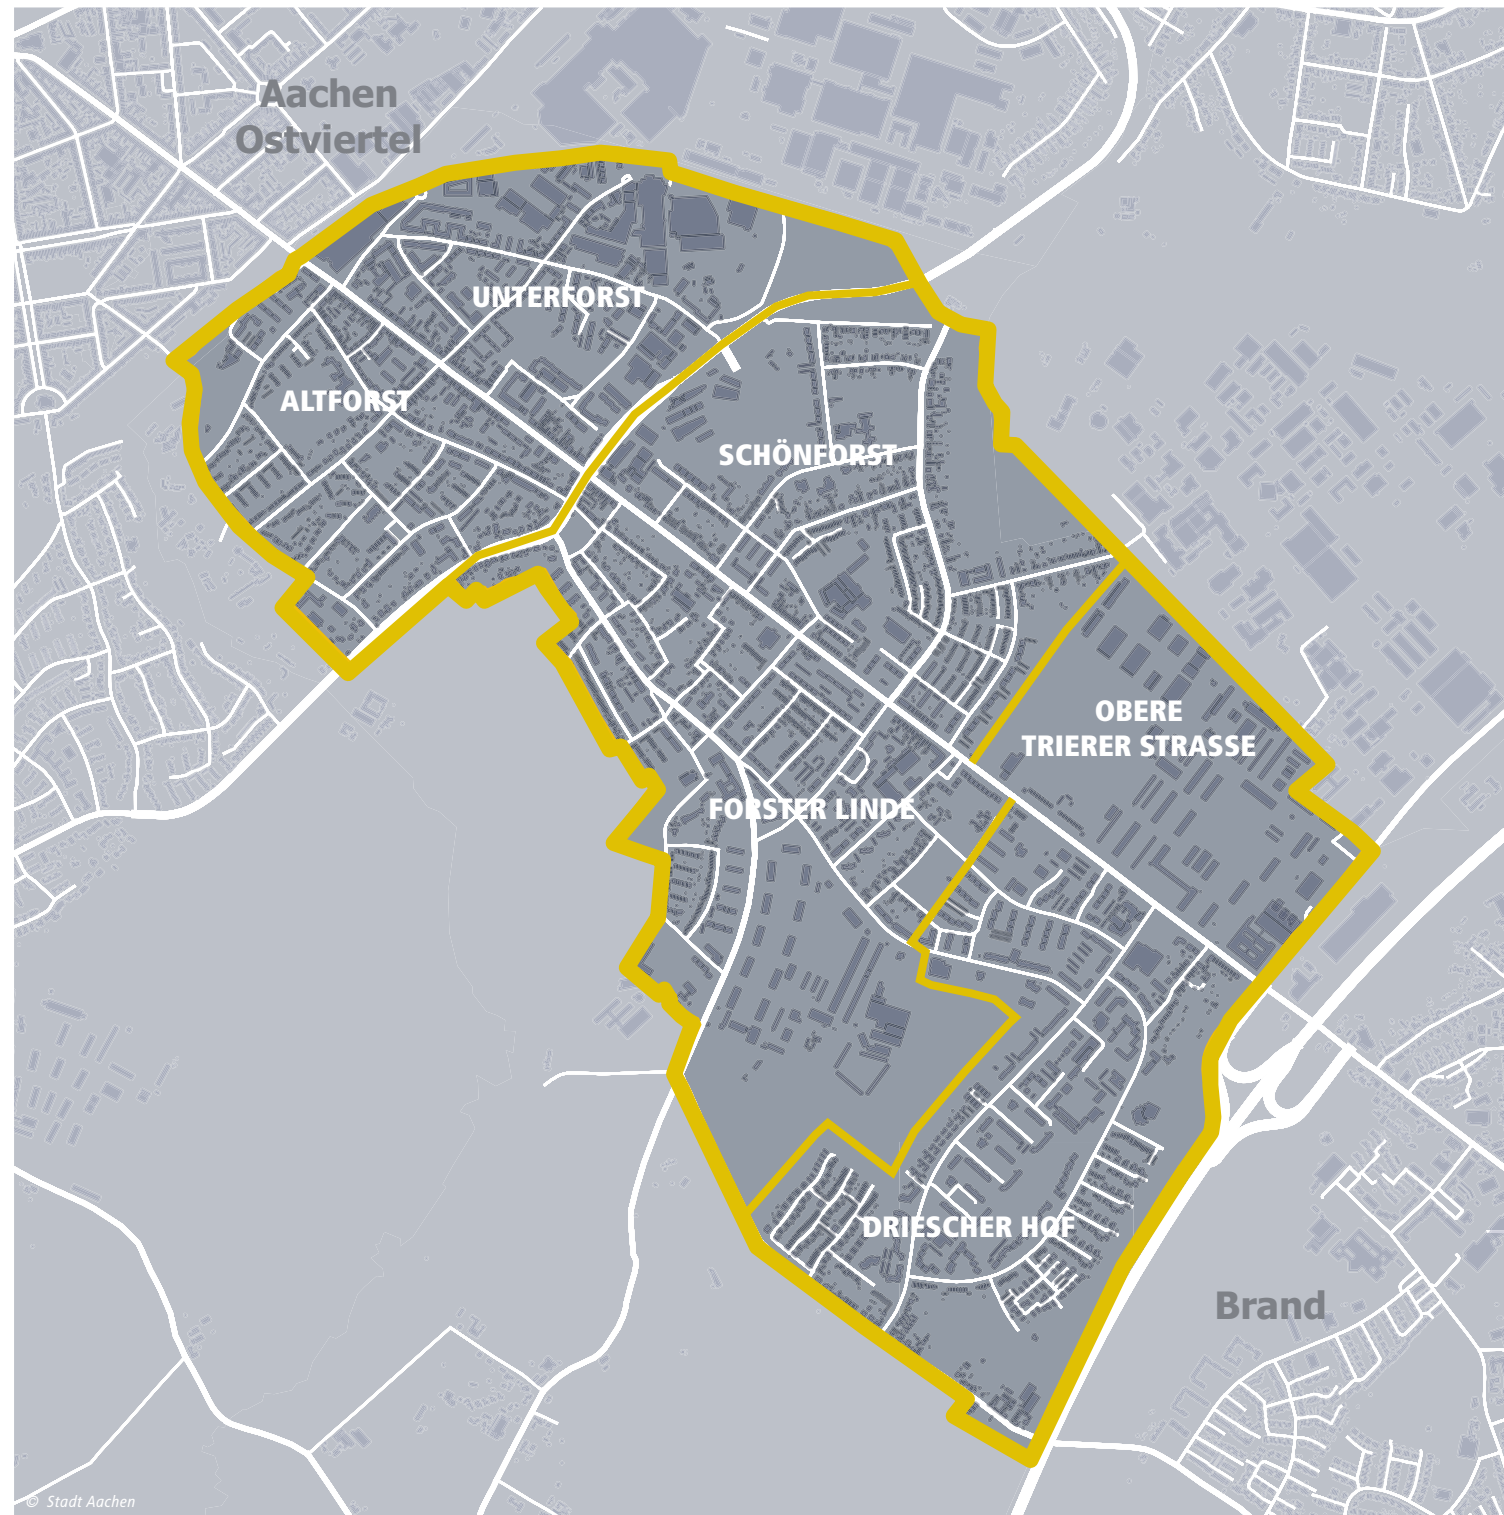 Aachen
Ostviertel
UNTERFORST
ALTFORST
SCHÖNFORST
OBERE
TRIERER STRASSE
FORSTER LINDE
DRIESCHER HOF
Brand
© Stadt Aachen